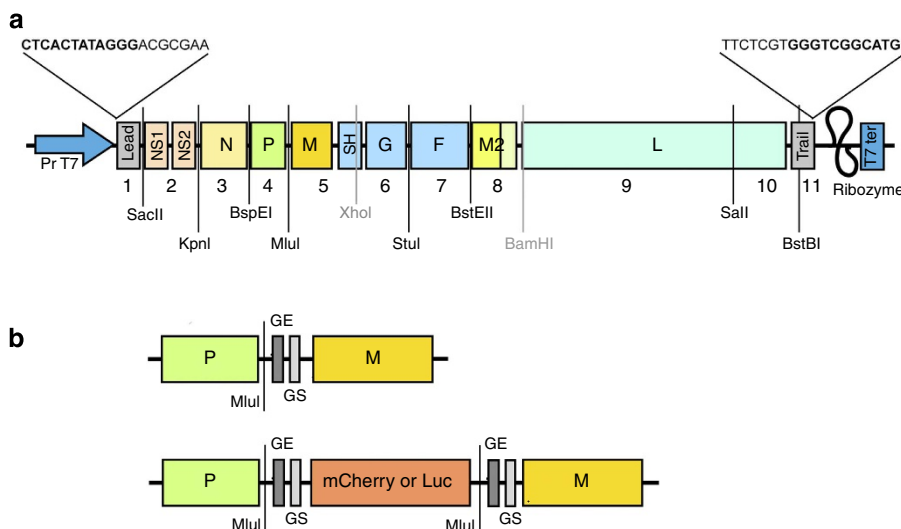 a
CTCACTATAGGGACGCGAA
TTCTCGTGGGTCGGCATG
Pr T7
Lead
NS1
NS2
N
P
M
SH
G
F
M2
L
Trail
T7 ter
Ribozyme
1 2 3 4 5 6 7 8 9 10 11
SacII
BspEI
XhoI
BstEII
SalI
KpnI
MluI
StuI
BamHI
BstBI
b
GE
P
M
MluI
GS
GE
GE
P
mCherry or Luc
M
MluI
GS
MluI
GS